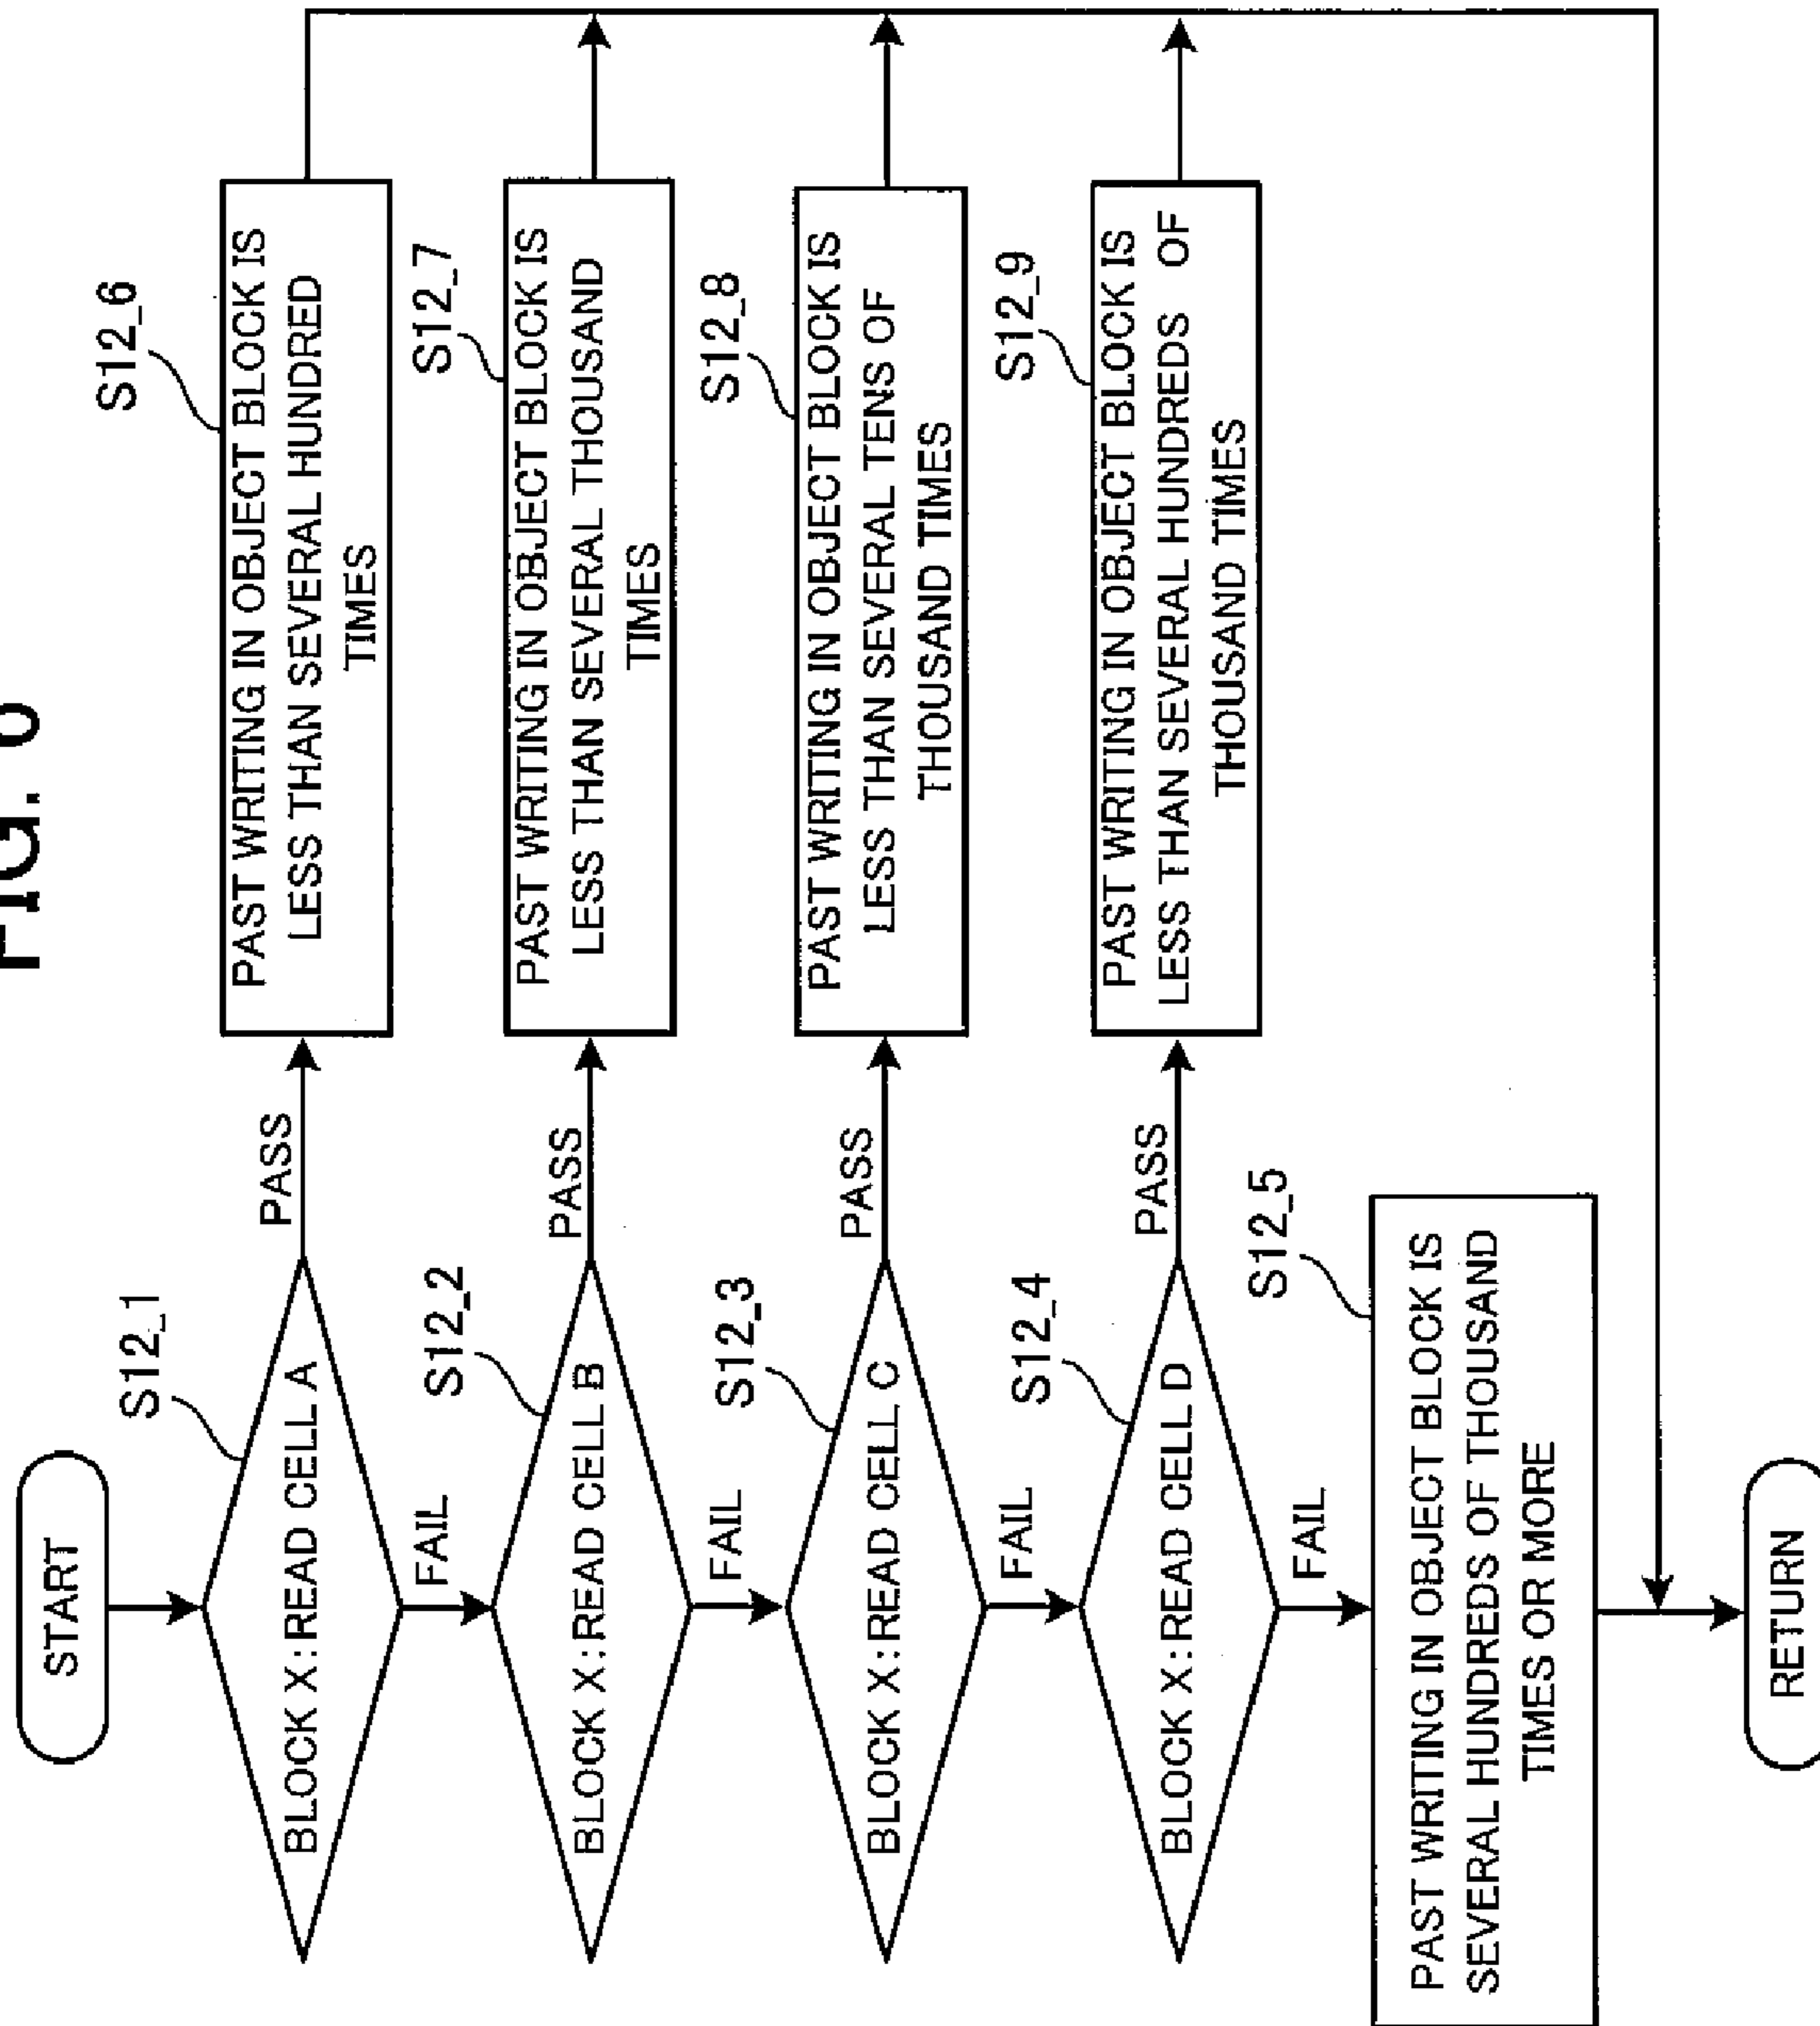 FIG.
START
S12_1
BLOCK X:READ CELL A
PASS
S12_6
PAST WRITING IN OBJECT BLOCK IS
LESS THAN SEVERAL HUNDRED
TIMES
FAIL
S12_2
BLOCK X:READ CELL B
PASS
S12_7
PAST WRITING IN OBJECT BLOCK IS
LESS THAN SEVERAL THOUSAND
TIMES
FAIL
S12_3
BLOCK X:READ CELL C
PASS
S12_8
PAST WRITING IN OBJECT BLOCK IS
LESS THAN SEVERAL TENS OF
THOUSAND TIMES
FAIL
S12_4
BLOCK X:READ CELL D
PASS
S12_9
PAST WRITING IN OBJECT BLOCK IS
LESS THAN SEVERAL HUNDREDS OF
THOUSAND TIMES
FAIL
S12_5
PAST WRITING IN OBJECT BLOCK IS
SEVERAL HUNDREDS OF THOUSAND
TIMES OR MORE
RETURN